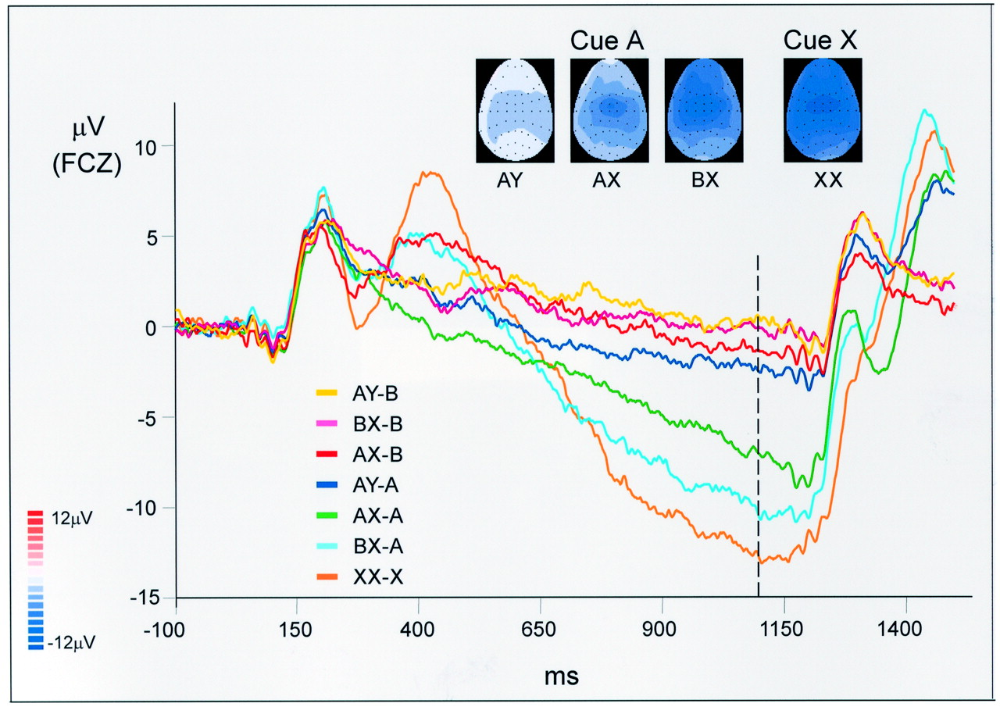 Cue A
Cue X
AY
AX
BX
XX
μV
(FCZ)
10
5
0
-5
-10
-15
AY-B
BX-B
AX-B
AY-A
AX-A
BX-A
XX-X
12μV
-12μV
-100
150
400
650
900
1150
1400
ms